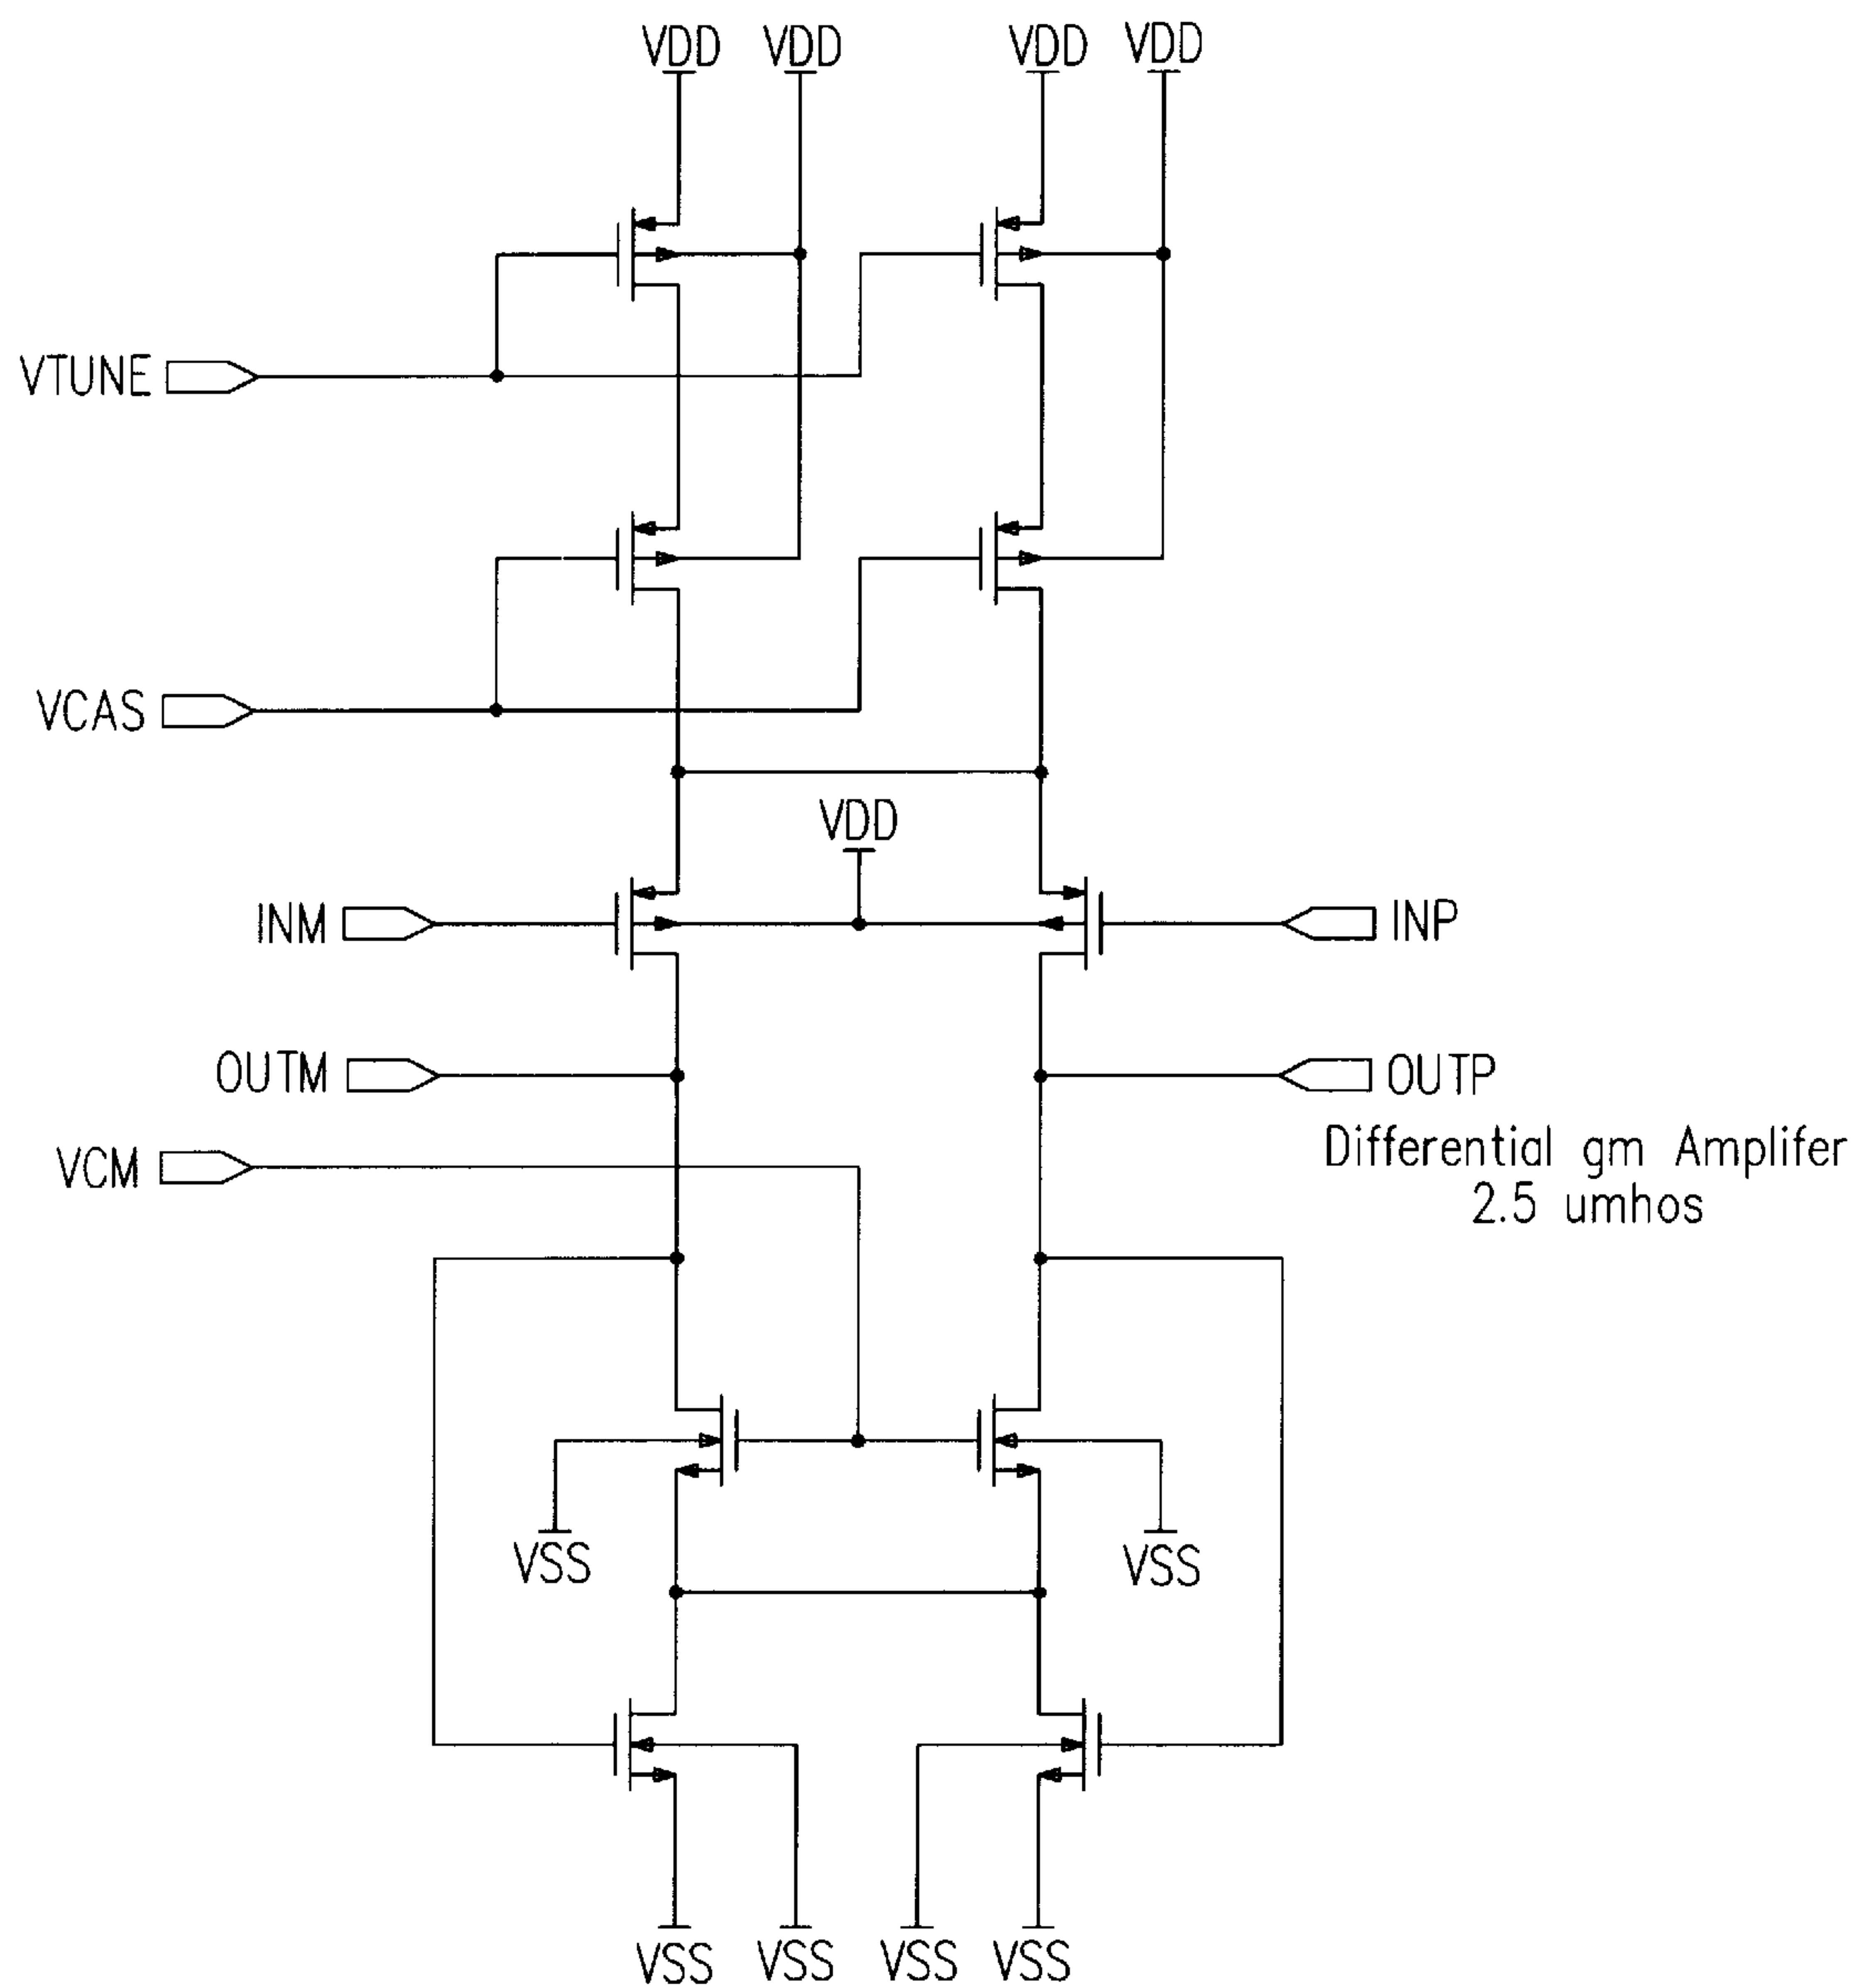 VDD VDD VDD VDD
VTUNE
VCAS
VDD
INM
INP
OUTM
OUTP
Differential gm Amplifer
2.5 umhos
VCM
VSS
VSS
VSS VSS VSS VSS